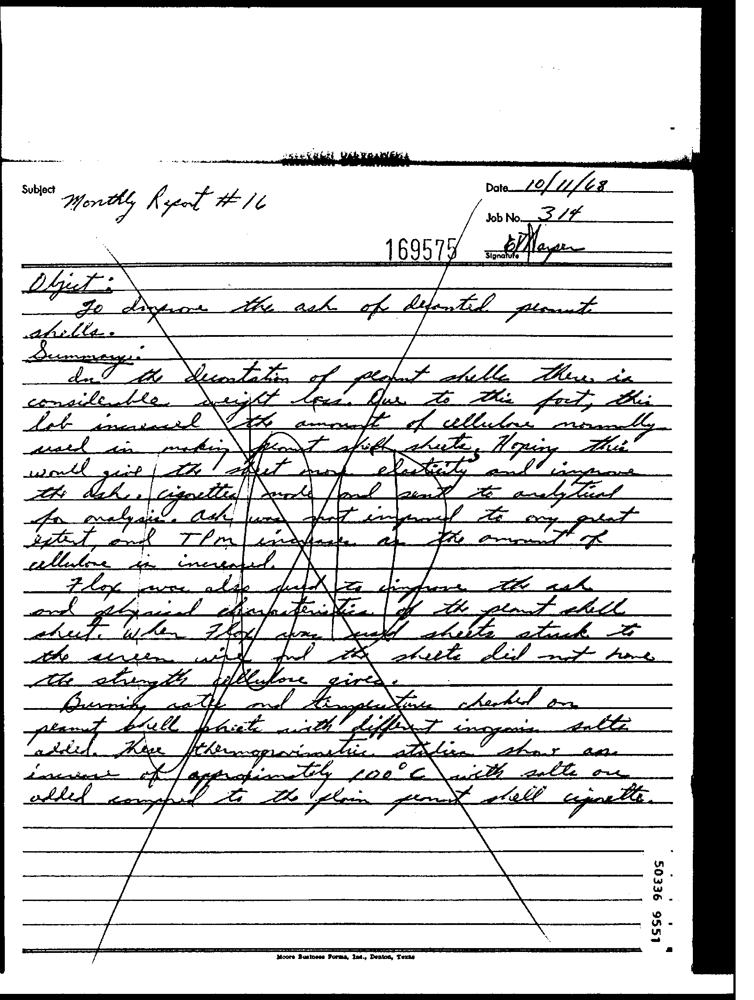 Subject Monthly Report # 16
Date 10/11/68
Job No. 314
169575
Signature
Object:
To improve the ash of decanted peanut
shells.
Summary:
In the decantation of peanut shells there is
considerable weight loss. Due to this fact, this
lab increased the amount of cellulose normally
used in making peanut shell sheets. Hoping this
would give the sheet more elasticity and improve
the ash. Cigarettes made and sent to analytical
for analysis. Ash was not improved to any great
extent and TPM increases as the amount of
cellulose is increased.
Flax was also used to improve the ash
and physical characteristics of the peanut shell
sheet. When Flax was used sheets stuck to
the screen wire and the sheets did not have
the strength cellulose gives.
Burning rate and temperature checked on
peanut shell sheets with different inorganic salts
added. These thermogravimetric studies show an
increase of approximately 100°C with salts are
added compared to the plain peanut shell cigarette.
50336 9551
Moore Business Forms, Inc., Denton, Texas